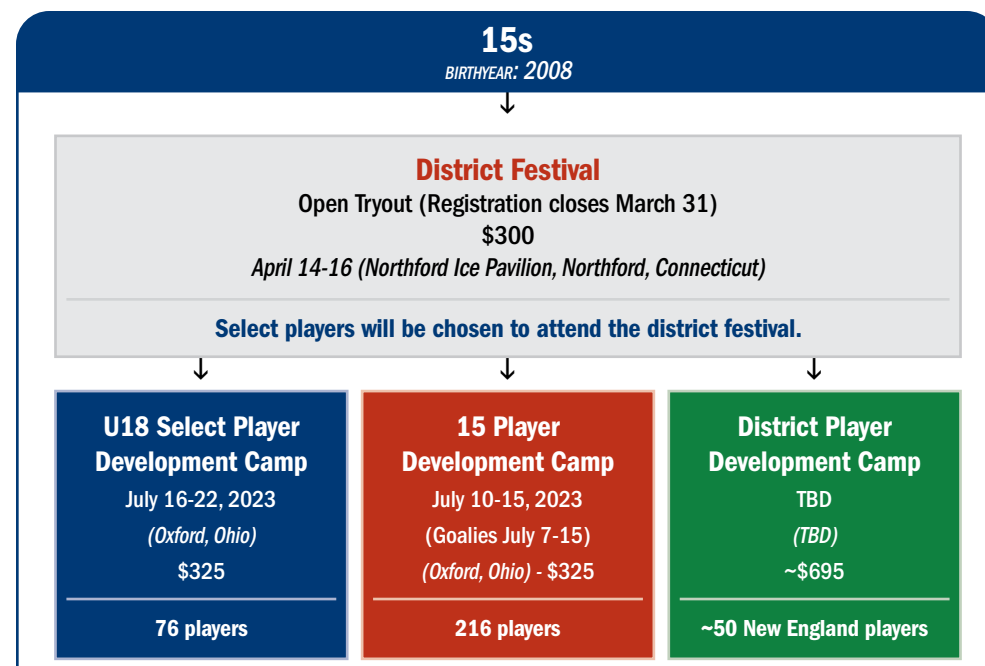 15s
BIRTHYEAR: 2008
District Festival
Open Tryout (Registration closes March 31)
$300
April 14-16 (Northford Ice Pavilion, Northford, Connecticut)
Select players will be chosen to attend the district festival.
U18 Select Player
Development Camp
July 16-22, 2023
(Oxford, Ohio)
$325
76 players
15 Player
Development Camp
July 10-15, 2023
(Goalies July 7-15)
(Oxford, Ohio) - $325
216 players
District Player
Development Camp
TBD
(TBD)
~$695
~50 New England players